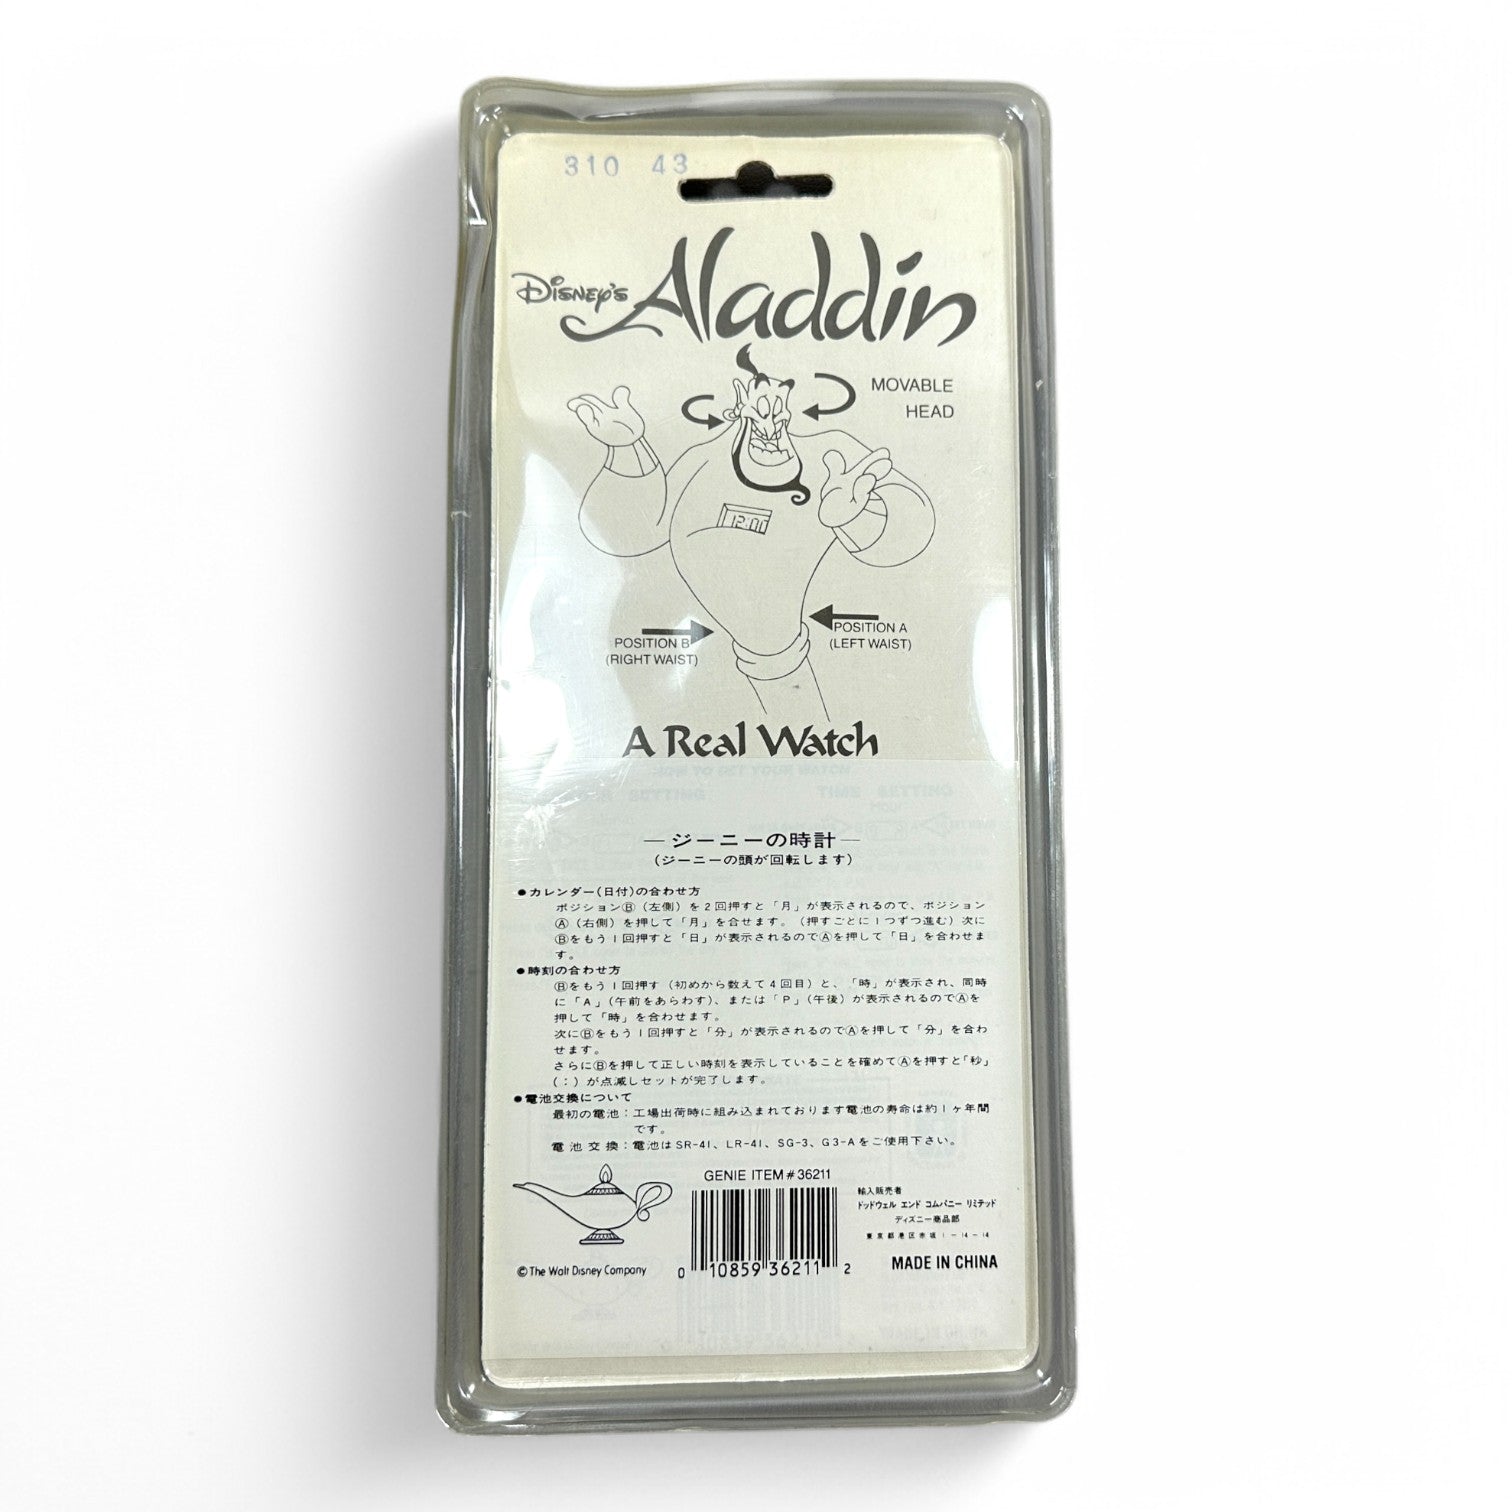 310 43
DISNEY'S Aladdin
MOVABLE
HEAD
12:01
POSITION B
(RIGHT WAIST)
POSITION A
(LEFT WAIST)
A Real Watch
—ジーニーの時計—
(ジーニーの頭が回転します)
●カレンダー(日付)の合わせ方
ポジションⒷ(左側)を2回押すと「月」が表示されるので、ポジション
Ⓐ(右側)を押して「月」を合せます。(押すごとに1つずつ進む)次に
Ⓑをもう1回押すと「日」が表示されるのでⒶを押して「日」を合わせま
す。
●時刻の合わせ方
Ⓑをもう1回押す(初めから数えて4回目)と、「時」が表示され、同時
に「A」(午前をあらわす)、または「P」(午後)が表示されるのでⒶを
押して「時」を合わせます。
次にⒷをもう1回押すと「分」が表示されるのでⒶを押して「分」を合わ
せます。
さらにⒷを押して正しい時刻を表示していることを確めてⒶを押すと「秒」
(:)が点滅しセットが完了します。
●電池交換について
最初の電池:工場出荷時に組み込まれております電池の寿命は約1ヶ年間
です。
電池交換:電池はSR-41、LR-41、SG-3、G3-Aをご使用下さい。
GENIE ITEM#36211
輸入販売者
ドッドウェル エンド コムパニー リミテッド
ディズニー商品部
東京都港区赤坂1-14-14
©The Walt Disney Company
0 10859 36211 2
MADE IN CHINA